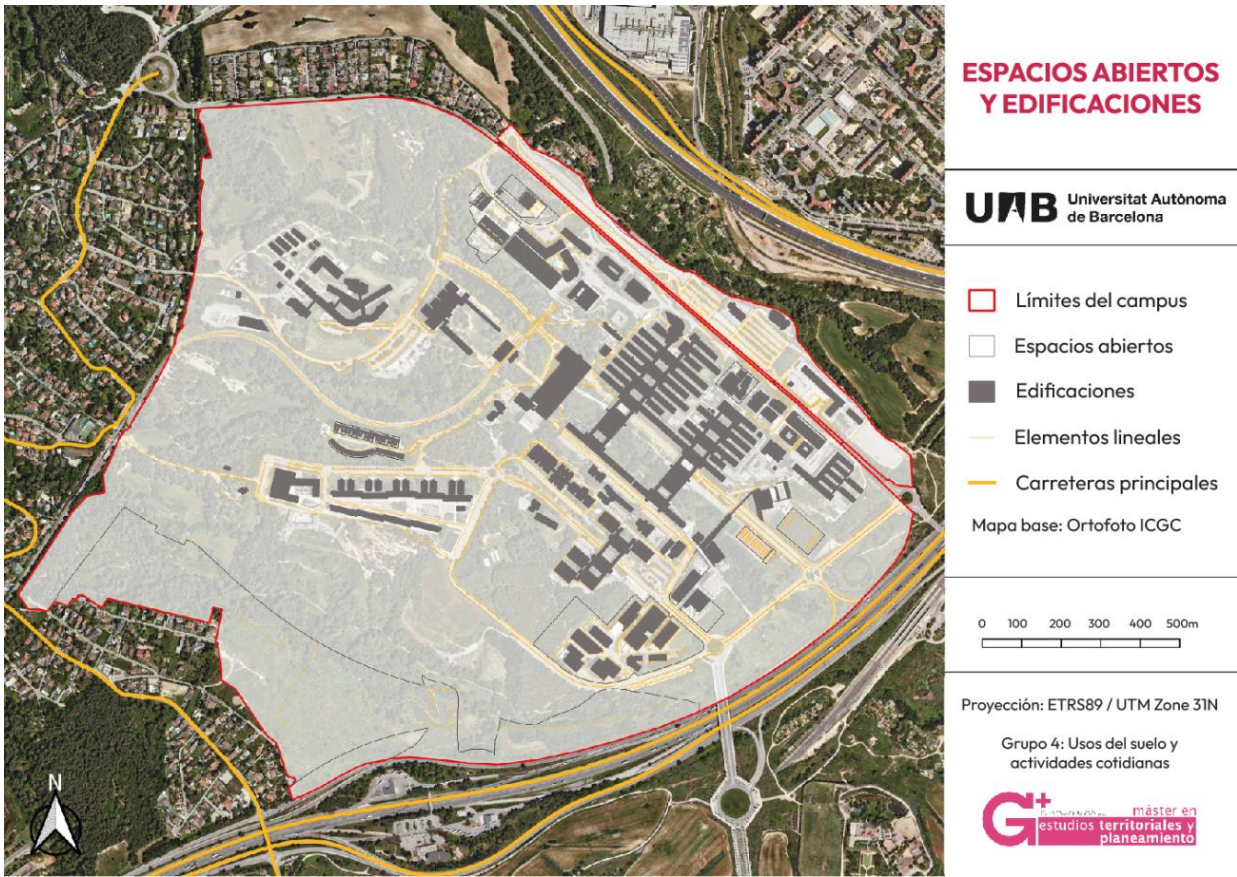 ESPACIOS ABIERTOS
Y EDIFICACIONES
UAB Universitat Autònoma
de Barcelona
Límites del campus
Espacios abiertos
Edificaciones
Elementos lineales
Carreteras principales
Mapa base: Ortofoto ICGC
0 100 200 300 400 500m
Proyección: ETRS89 / UTM Zone 31N
Grupo 4: Usos del suelo y
actividades cotidianas
G+
máster en
estudios territoriales y
planeamiento
N